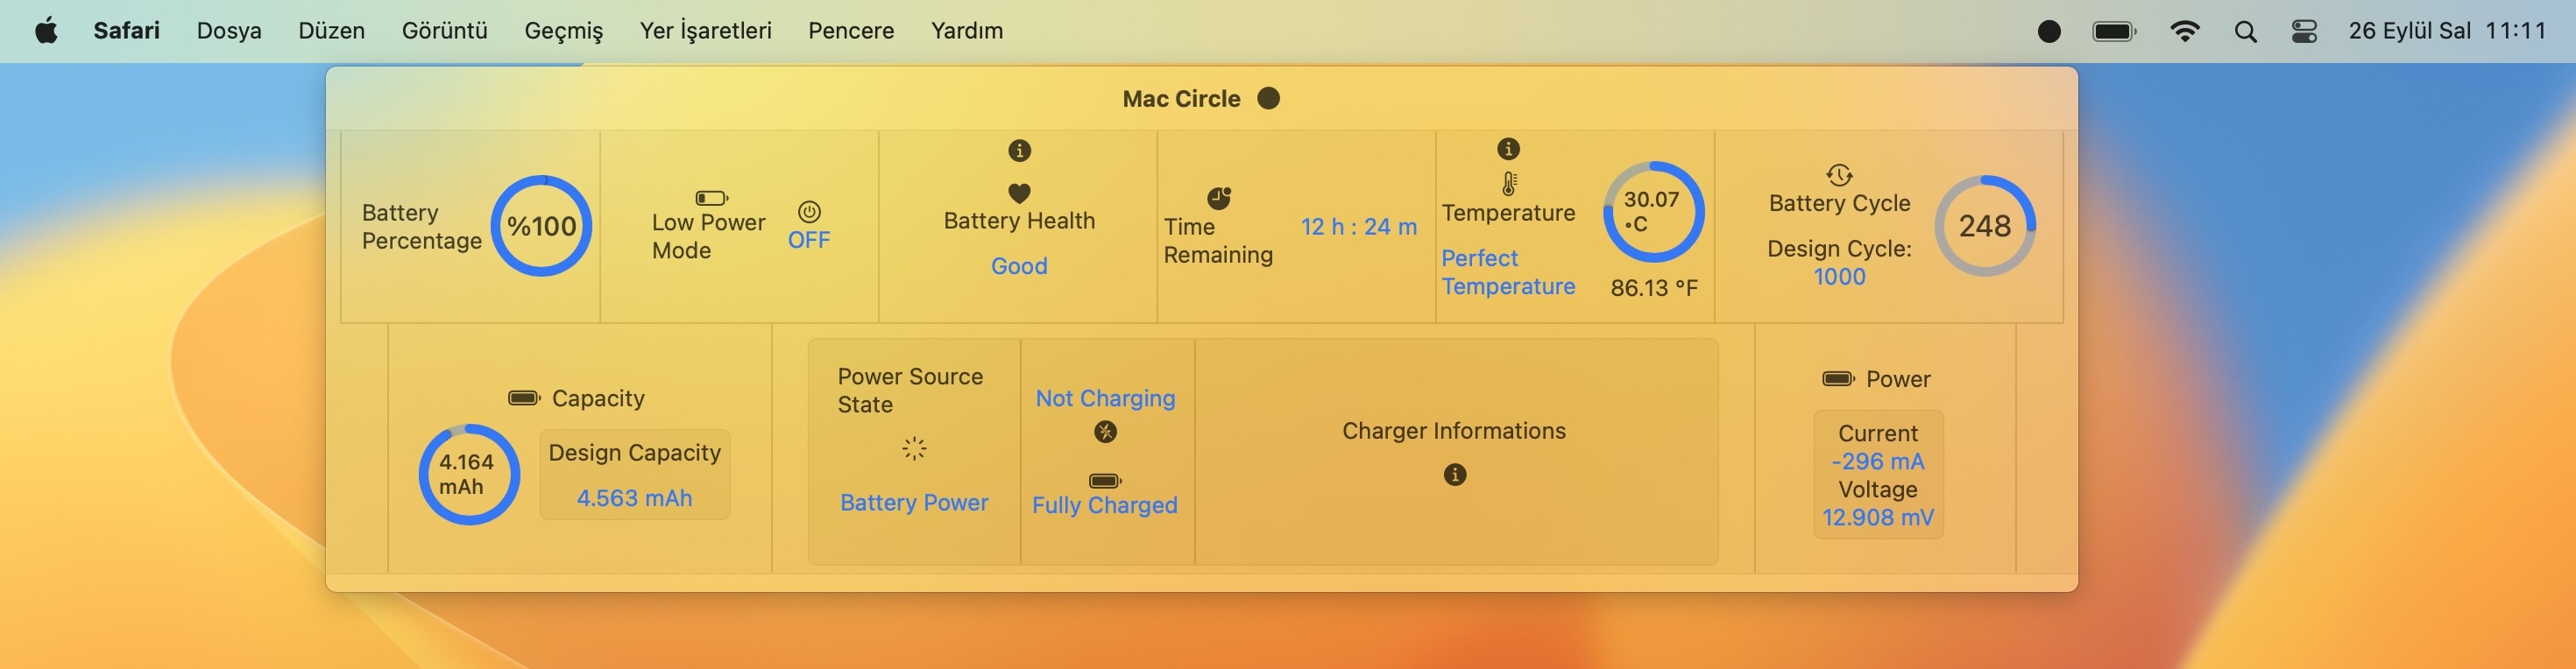 Safari Dosya Düzen Görüntü Geçmiş Yer İşaretleri Pencere Yardım 26 Eylül Sal 11:11
Mac Circle
Battery
Percentage
%100
Low Power
Mode
OFF
Battery Health
Good
Time
Remaining
12 h : 24 m
Temperature
Perfect
Temperature
30.07
°C
86.13 °F
Battery Cycle
Design Cycle:
1000
248
Capacity
4.164
mAh
Design Capacity
4.563 mAh
Power Source
State
Battery Power
Not Charging
Fully Charged
Charger Informations
Power
Current
-296 mA
Voltage
12.908 mV